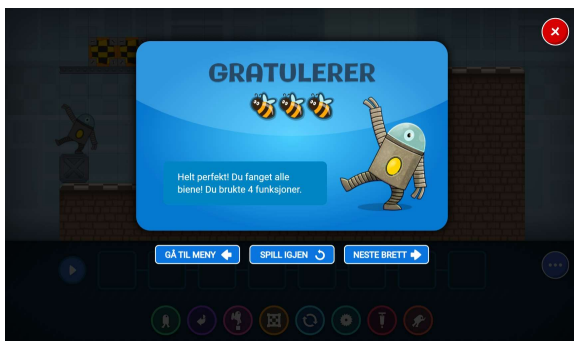 GRATULERER
Helt perfekt! Du fanget alle
biene! Du brukte 4 funksjoner.
GÅ TIL MENY
SPILL IGJEN
NESTE BRETT